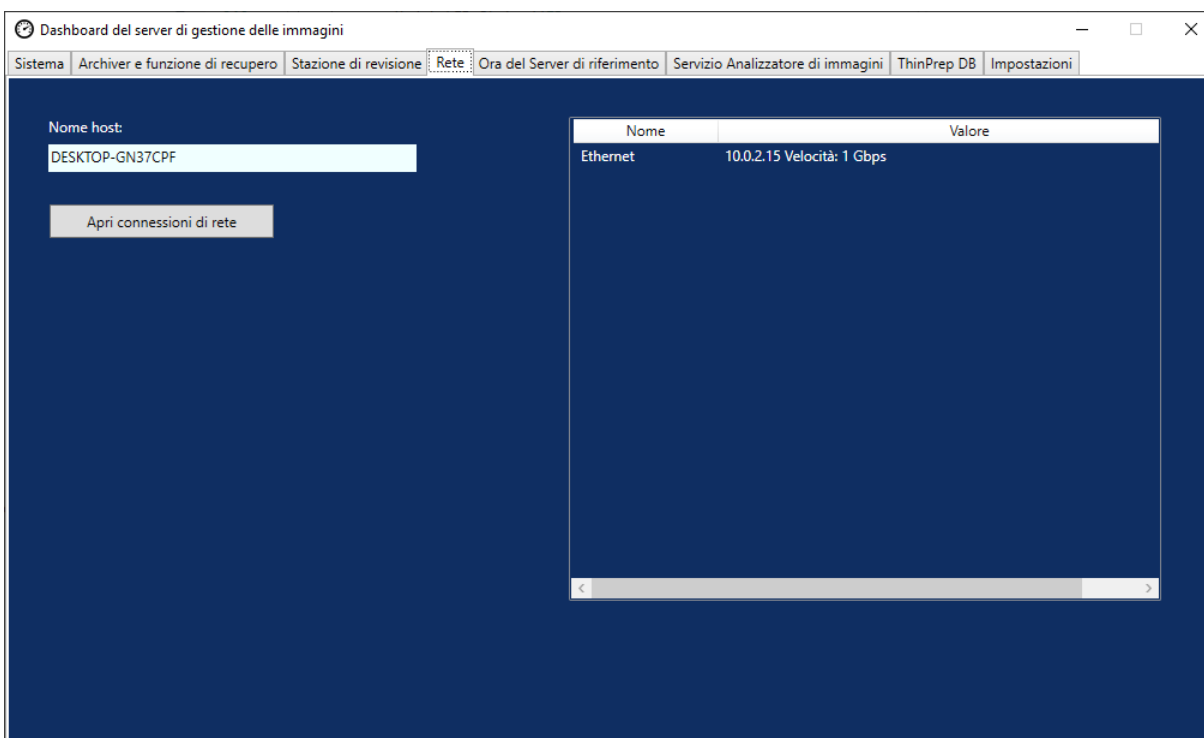 Dashboard del server di gestione delle immagini
Sistema Archiver e funzione di recupero Stazione di revisione Rete Ora del Server di riferimento Servizio Analizzatore di immagini ThinPrep DB Impostazioni
Nome host:
DESKTOP-GN37CPF
Apri connessioni di rete
Nome Valore
Ethernet 10.0.2.15 Velocità: 1 Gbps